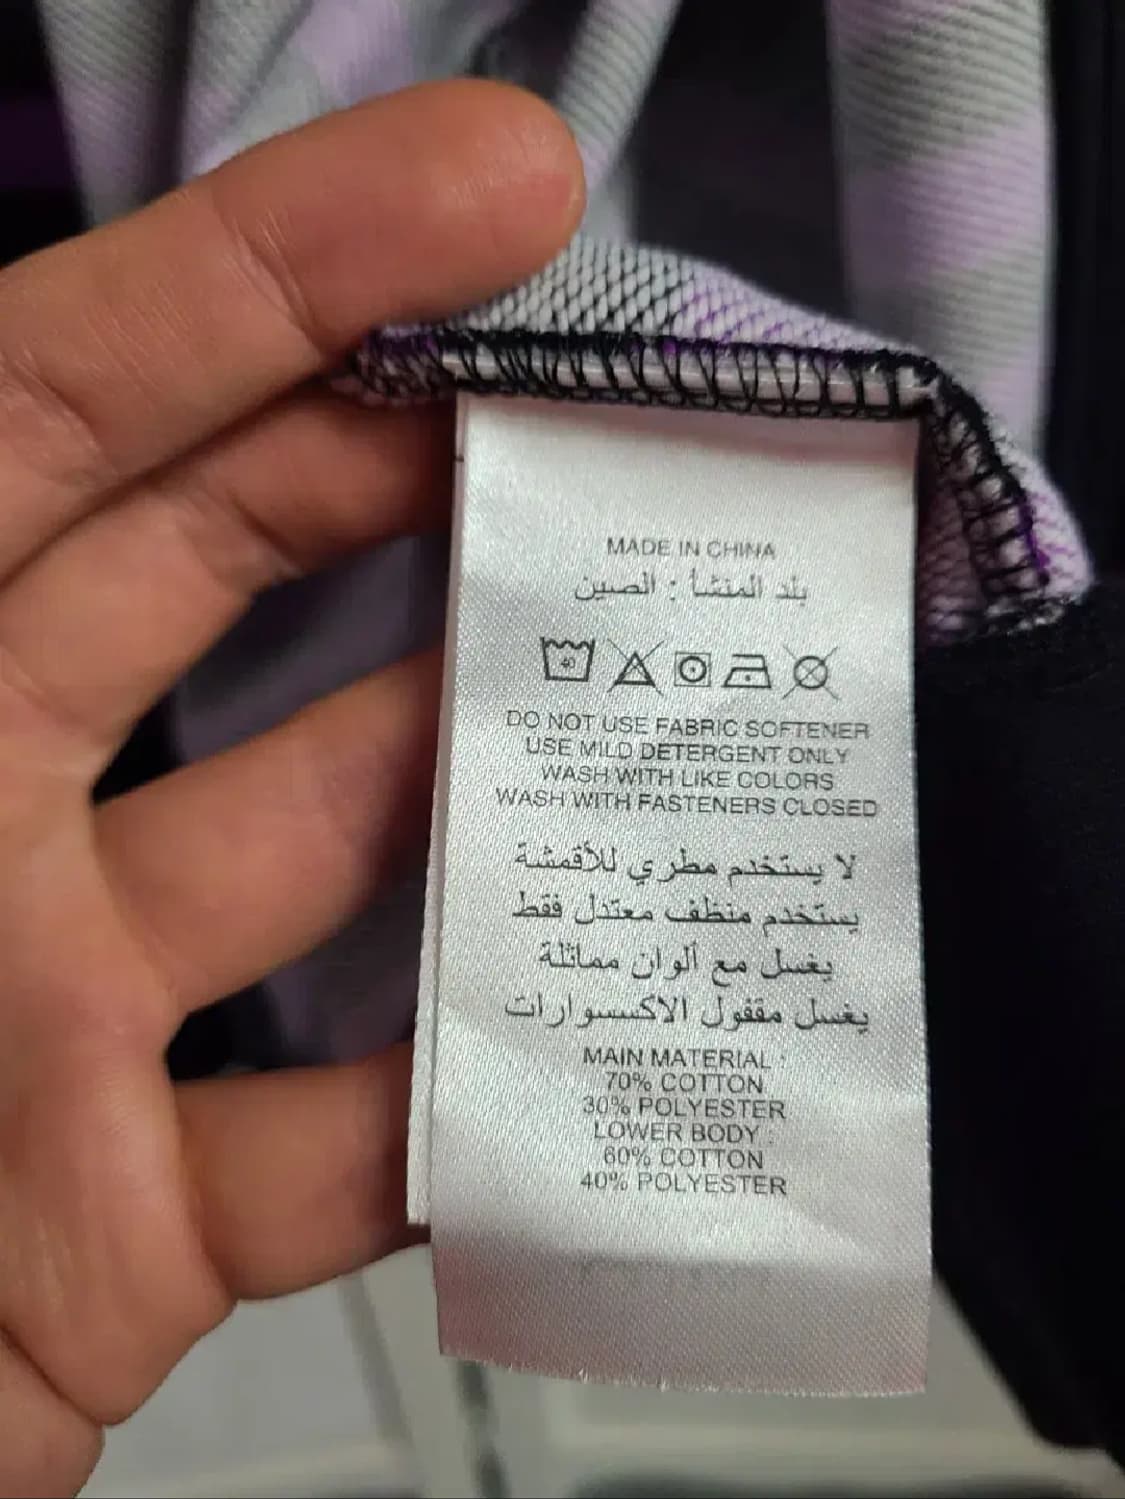 MADE IN CHINA
بلد المنشأ : الصين
40
DO NOT USE FABRIC SOFTENER
USE MILD DETERGENT ONLY
WASH WITH LIKE COLORS
WASH WITH FASTENERS CLOSED
لا يستخدم مطري للأقمشة
يستخدم منظف معتدل فقط
يغسل مع ألوان مماثلة
يغسل مقفول الاكسسوارات
MAIN MATERIAL :
70% COTTON
30% POLYESTER
LOWER BODY :
60% COTTON
40% POLYESTER